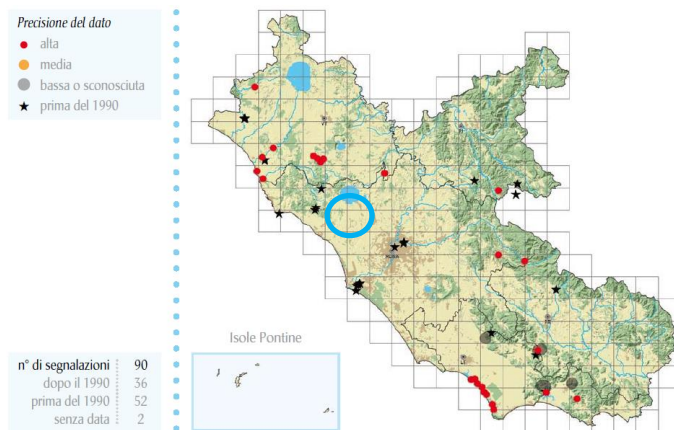 Precisione del dato
alta
media
bassa o sconosciuta
prima del 1990
n° di segnalazioni 90
dopo il 1990 36
prima del 1990 52
senza data 2
Isole Pontine
ROMA